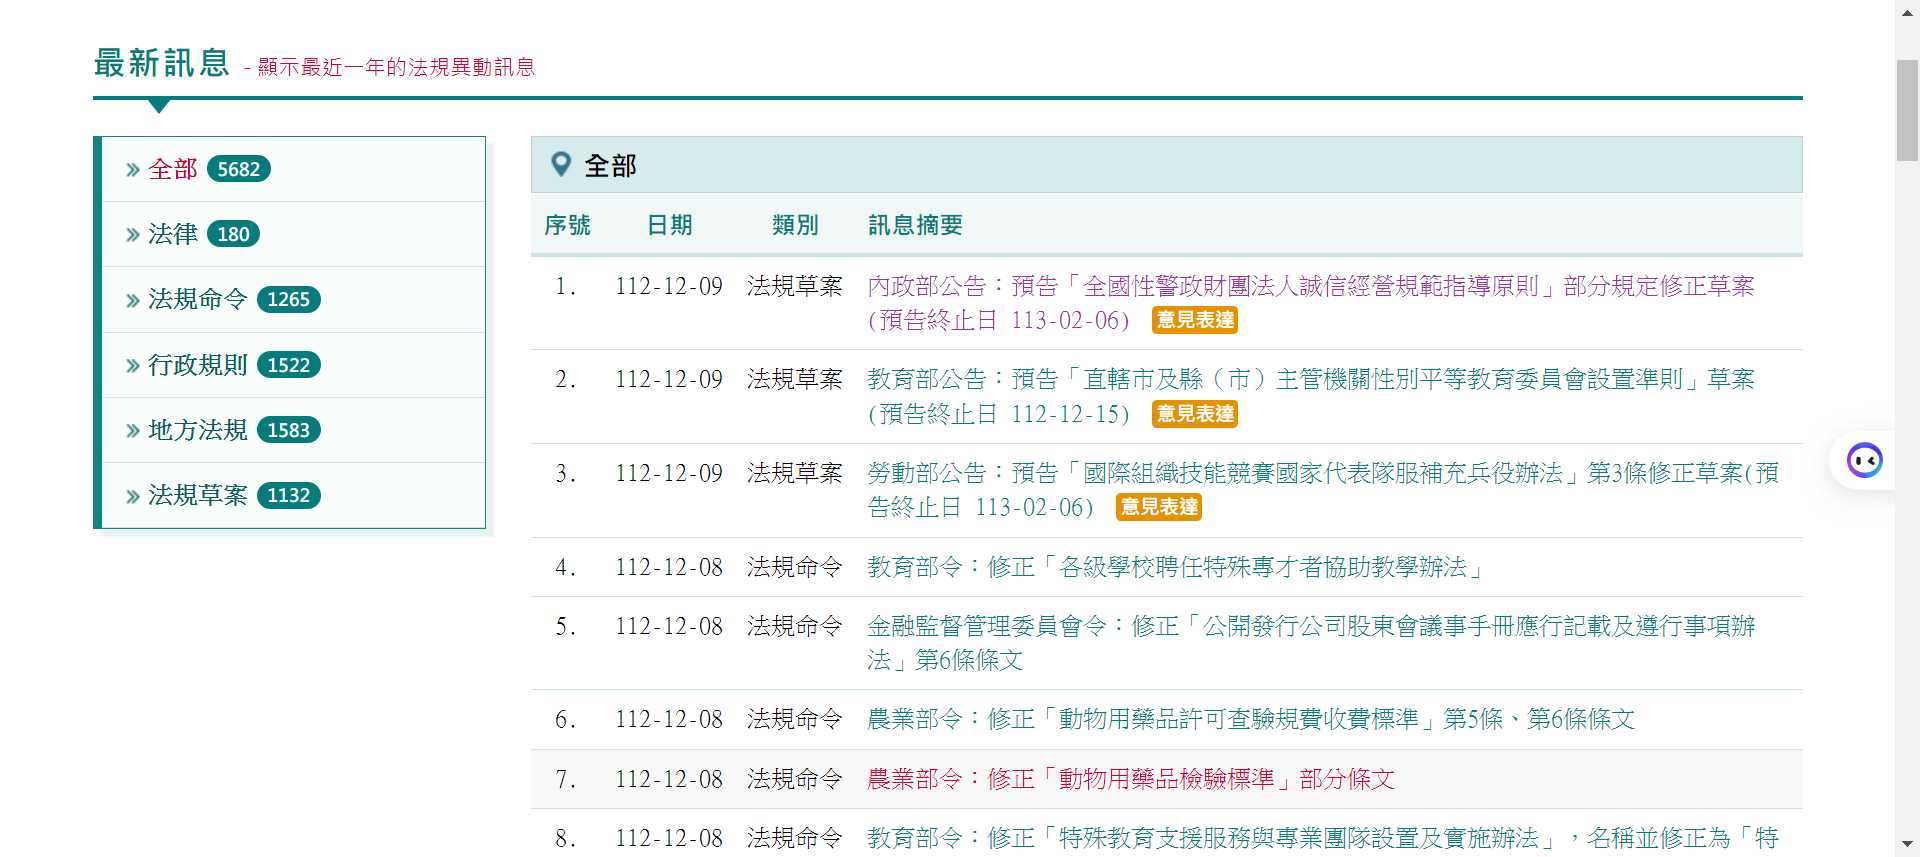 最新訊息 - 顯示最近一年的法規異動訊息
全部 5682
法律 180
法規命令 1265
行政規則 1522
地方法規 1583
法規草案 1132
全部
序號 日期 類別 訊息摘要
1. 112-12-09 法規草案 內政部公告：預告「全國性警政財團法人誠信經營規範指導原則」部分規定修正草案
(預告終止日 113-02-06) 意見表達
2. 112-12-09 法規草案 教育部公告：預告「直轄市及縣（市）主管機關性別平等教育委員會設置準則」草案
(預告終止日 112-12-15) 意見表達
3. 112-12-09 法規草案 勞動部公告：預告「國際組織技能競賽國家代表隊服補充兵役辦法」第3條修正草案(預
告終止日 113-02-06) 意見表達
4. 112-12-08 法規命令 教育部令：修正「各級學校聘任特殊專才者協助教學辦法」
5. 112-12-08 法規命令 金融監督管理委員會令：修正「公開發行公司股東會議事手冊應行記載及遵行事項辦
法」第6條條文
6. 112-12-08 法規命令 農業部令：修正「動物用藥品許可查驗規費收費標準」第5條、第6條條文
7. 112-12-08 法規命令 農業部令：修正「動物用藥品檢驗標準」部分條文
8. 112-12-08 法規命令 教育部令：修正「特殊教育支援服務與專業團隊設置及實施辦法」，名稱並修正為「特